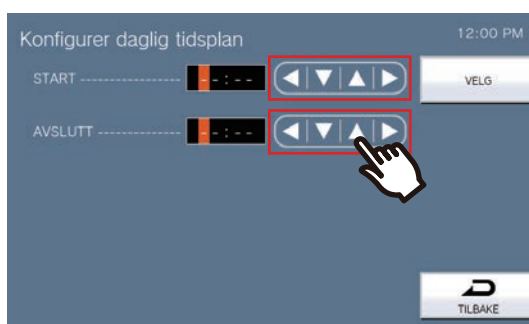 Konfigurer daglig tidsplan
12:00 PM
START ---------------- --:--
VELG
AVSLUTT ------------- --:--
TILBAKE